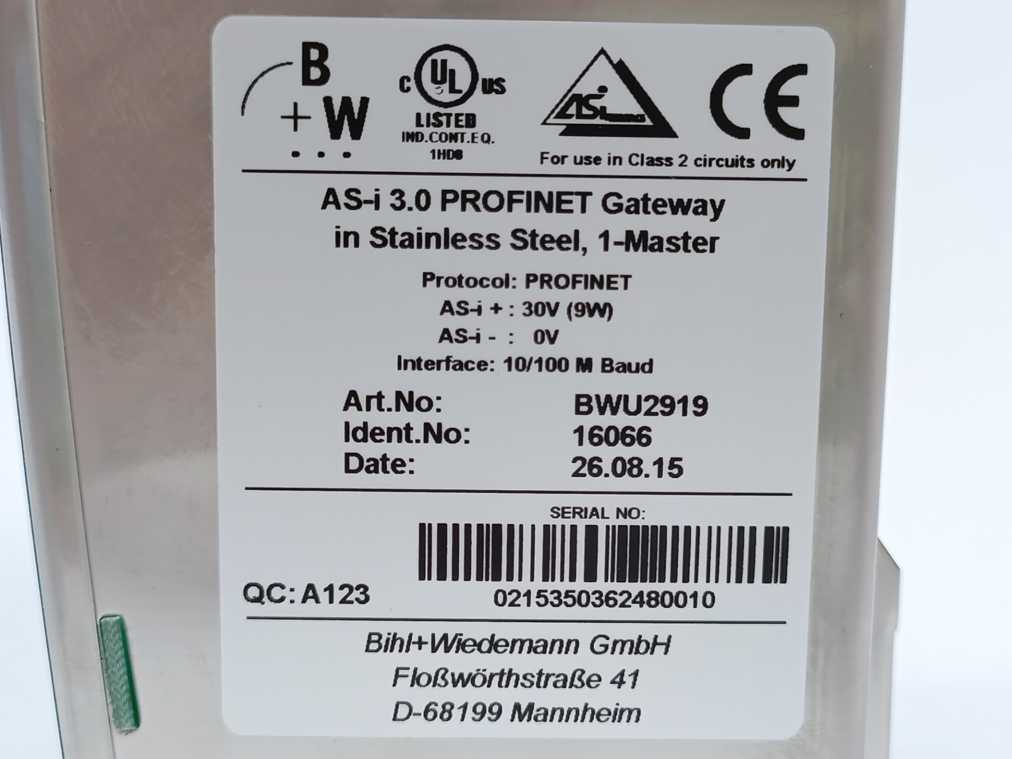 B
+W
c UL US
LISTED
IND.CONT.EQ.
1HD8
ASi
CE
For use in Class 2 circuits only
AS-i 3.0 PROFINET Gateway
in Stainless Steel, 1-Master
Protocol: PROFINET
AS-i + : 30V (9W)
AS-i - : 0V
Interface: 10/100 M Baud
Art.No: BWU2919
Ident.No: 16066
Date: 26.08.15
SERIAL NO:
QC: A123
0215350362480010
Bihl+Wiedemann GmbH
Floßwörthstraße 41
D-68199 Mannheim